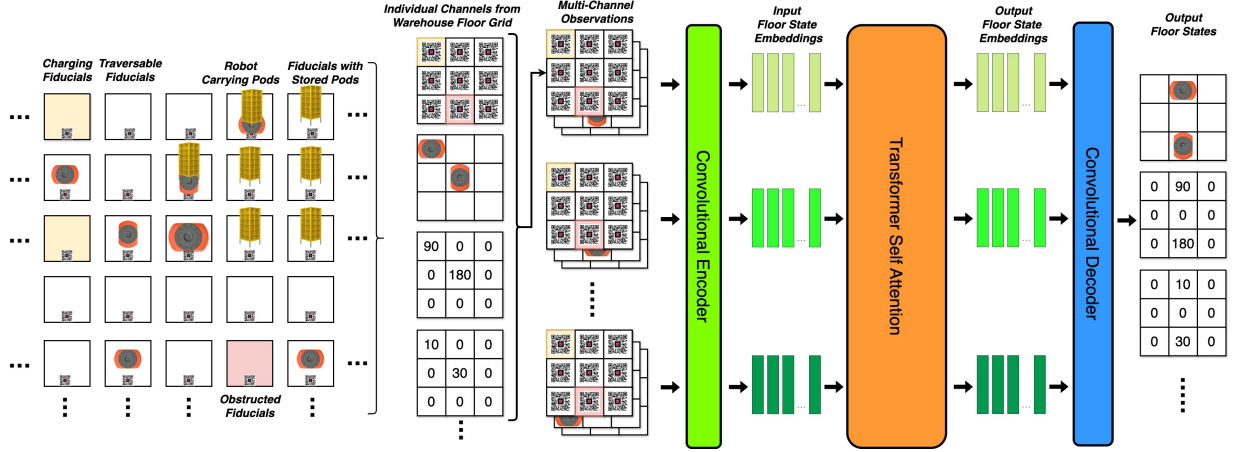 Charging
Fiducials
Traversable
Fiducials
Robot
Carrying Pods
Fiducials with
Stored Pods
...
...
...
...
...
...
...
...
Obstructed
Fiducials
Individual Channels from
Warehouse Floor Grid
90 0 0
0 180 0
0 0 0
10 0 0
0 30 0
0 0 0
Multi-Channel
Observations
Convolutional Encoder
Input
Floor State
Embeddings
...
...
...
Transformer Self Attention
Output
Floor State
Embeddings
...
...
...
Convolutional Decoder
Output
Floor States
0 90 0
0 0 0
0 180 0
0 10 0
0 0 0
0 30 0